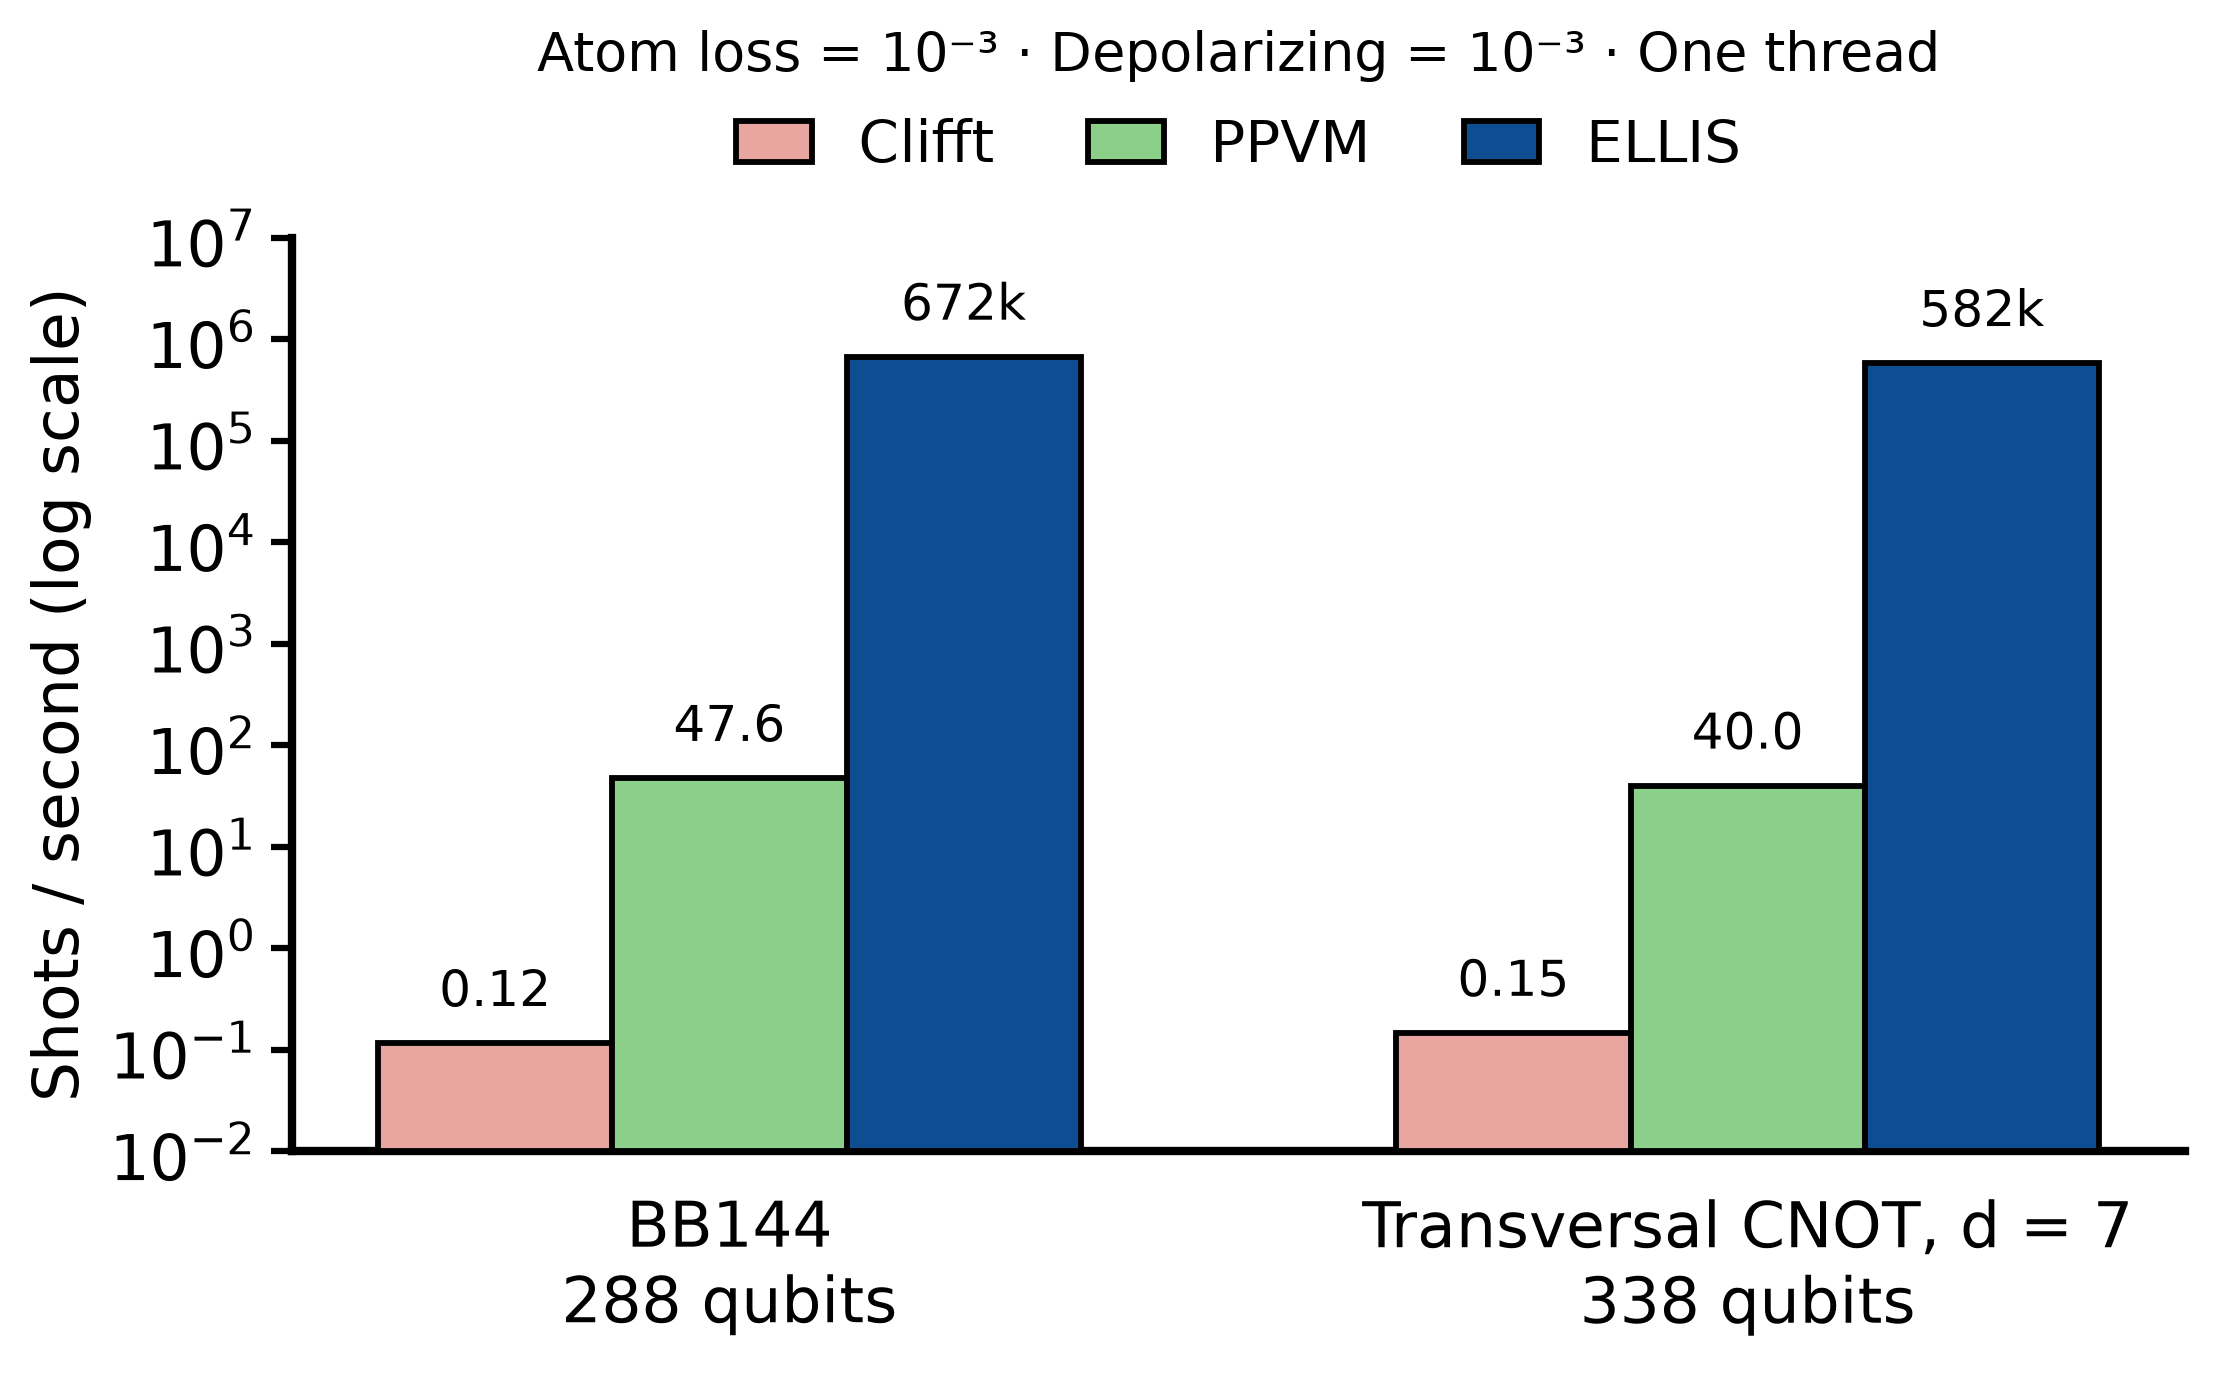 Atom loss = 10⁻³ · Depolarizing = 10⁻³ · One thread
Clifft PPVM ELLIS
Shots / second (log scale)
10⁷
10⁶
10⁵
10⁴
10³
10²
10¹
10⁰
10⁻¹
10⁻²
0.12
47.6
672k
0.15
40.0
582k
BB144
288 qubits
Transversal CNOT, d = 7
338 qubits